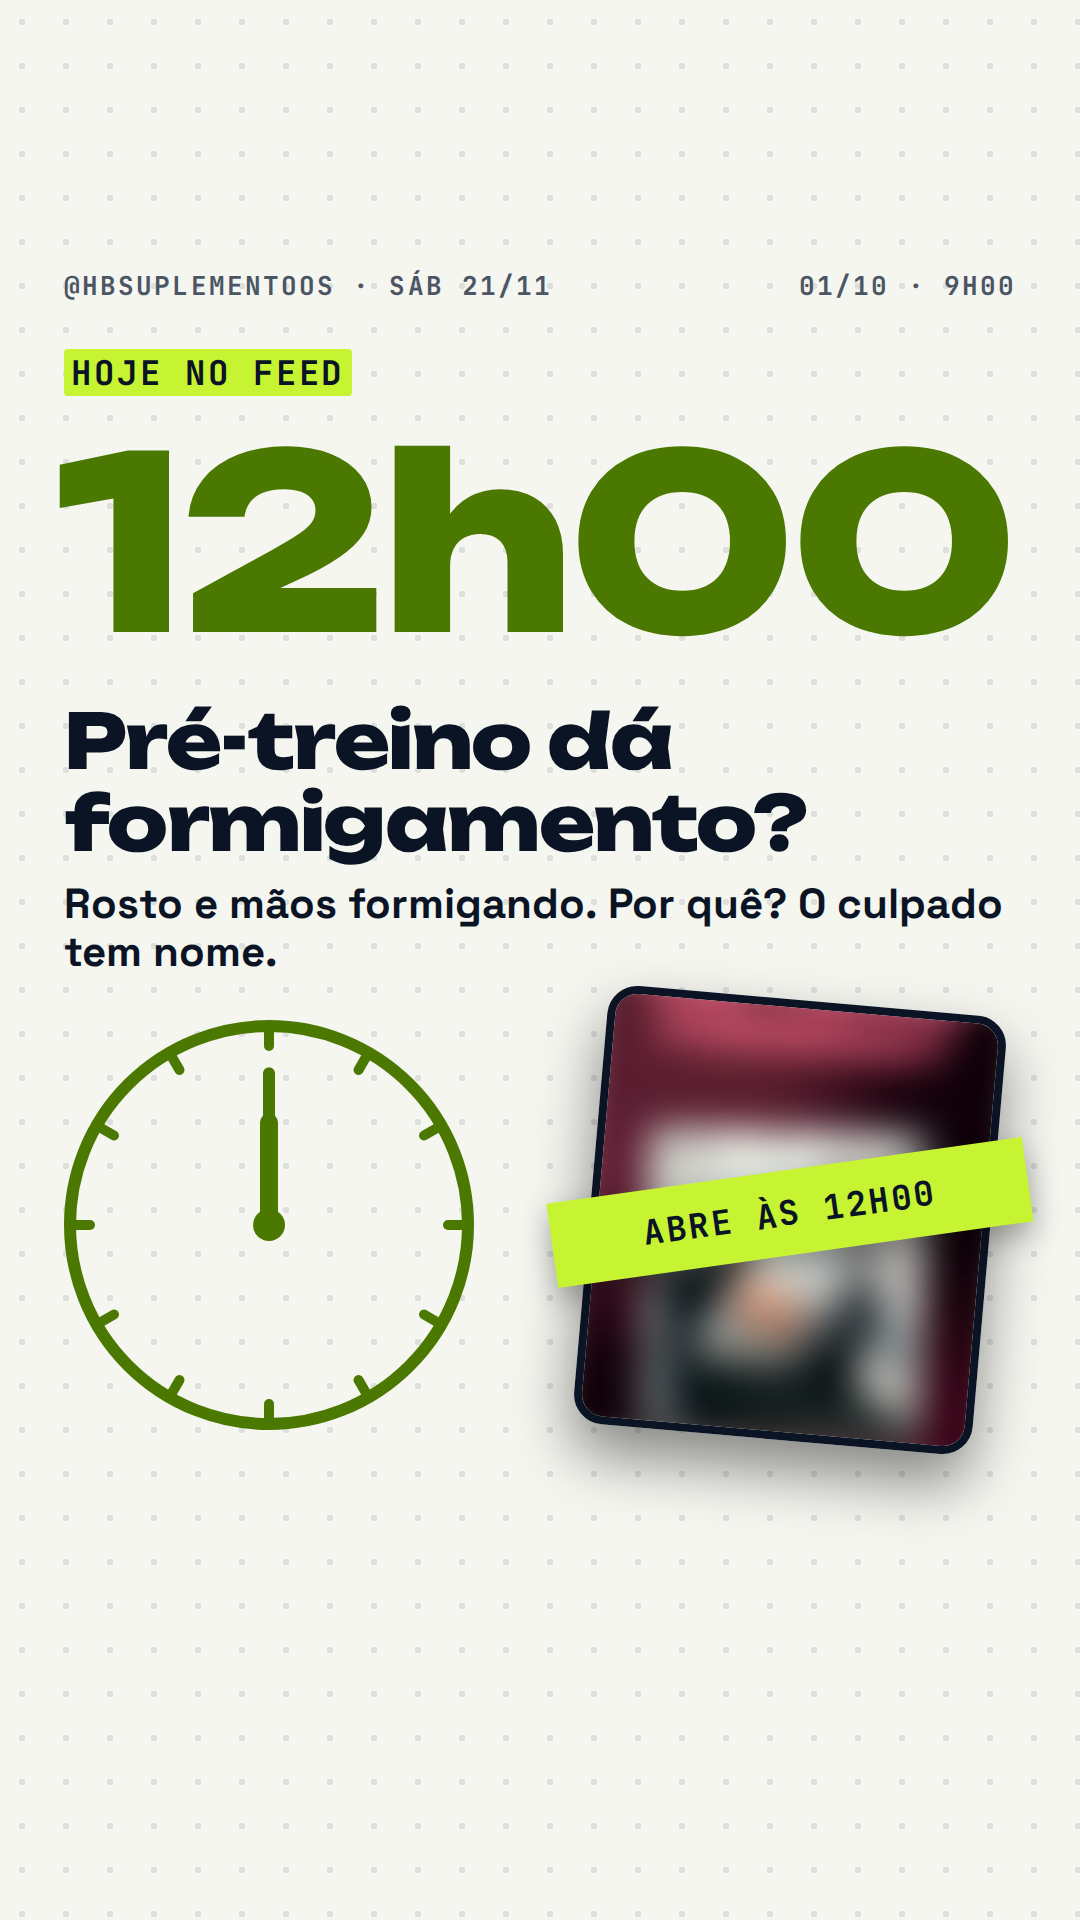 @HBSUPLEMENTOOS · SÁB 21/11
01/10 · 9H00
HOJE NO FEED
12h00
Pré-treino dá
formigamento?
Rosto e mãos formigando. Por quê? O culpado
tem nome.
ABRE ÀS 12H00